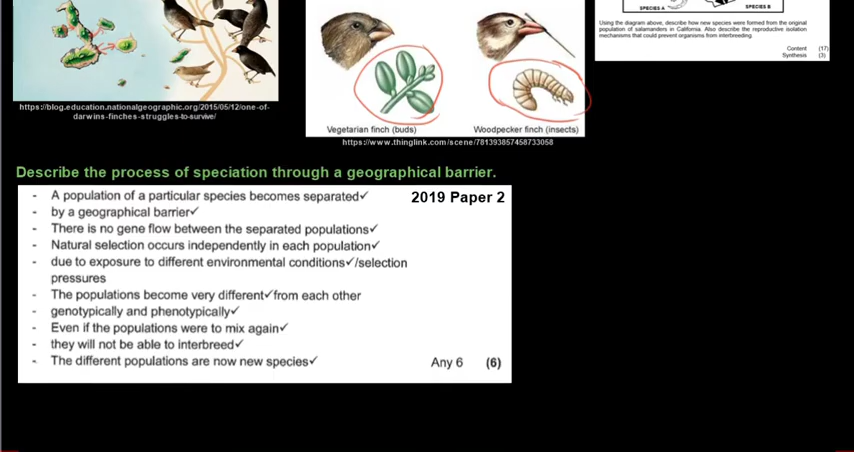 https://blog.education.nationalgeographic.org/2015/05/12/one-of-
darwins-finches-struggles-to-survive/
Vegetarian finch (buds)
Woodpecker finch (insects)
https://www.thinglink.com/scene/781393857458733058
SPECIES A
SPECIES B
Using the diagram above, describe how new species were formed from the original
population of salamanders in California. Also describe the reproductive isolation
mechanisms that could prevent organisms from interbreeding.
Content (17)
Synthesis (3)
Describe the process of speciation through a geographical barrier.
2019 Paper 2
- A population of a particular species becomes separated✓
- by a geographical barrier✓
- There is no gene flow between the separated populations✓
- Natural selection occurs independently in each population✓
- due to exposure to different environmental conditions✓/selection
pressures
- The populations become very different✓from each other
- genotypically and phenotypically✓
- Even if the populations were to mix again✓
- they will not be able to interbreed✓
- The different populations are now new species✓
Any 6 (6)